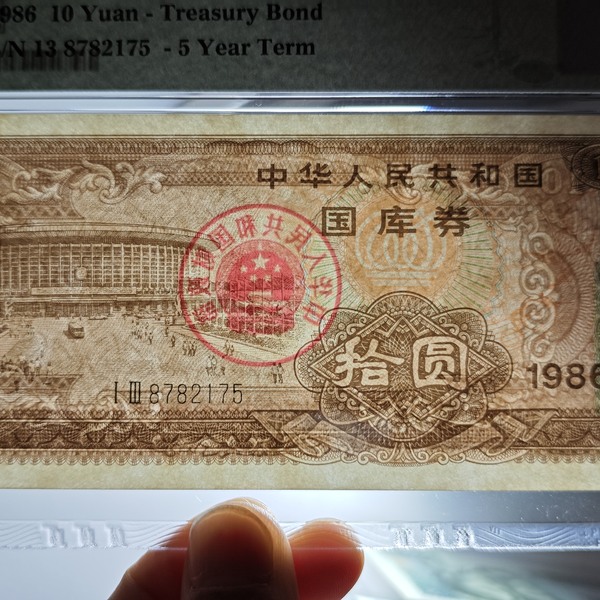 986 10 Yuan - Treasury Bond
/N 13 8782175 - 5 Year Term
中华人民共和国
国库券
拾圆
1986
I III 8782175